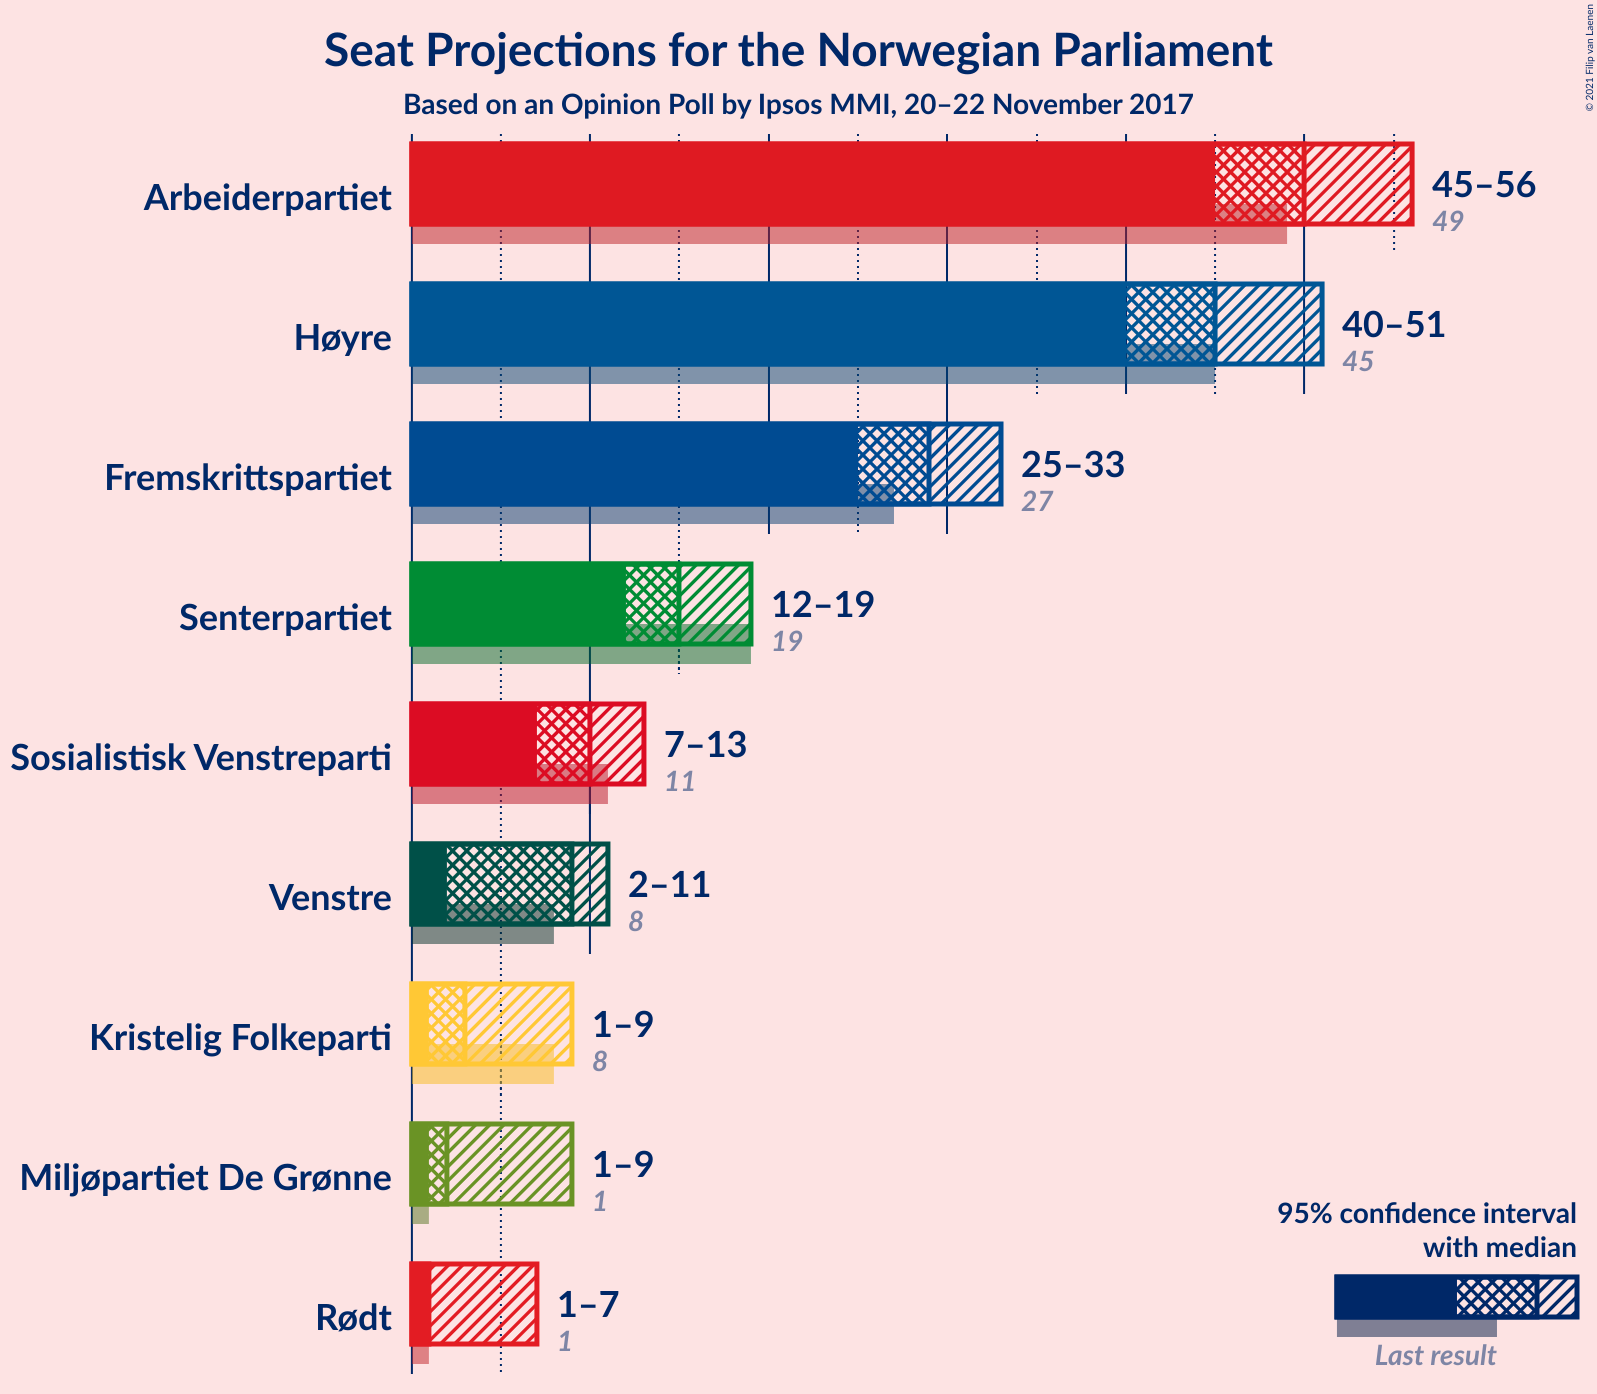 Seat Projections for the Norwegian Parliament
Based on an Opinion Poll by Ipsos MMI, 20–22 November 2017
© 2021 Filip van Laenen
Arbeiderpartiet
45–56
49
Høyre
40–51
45
Fremskrittspartiet
25–33
27
Senterpartiet
12–19
19
Sosialistisk Venstreparti
7–13
11
Venstre
2–11
8
Kristelig Folkeparti
1–9
8
Miljøpartiet De Grønne
1–9
1
Rødt
1–7
1
95% confidence interval
with median
Last result